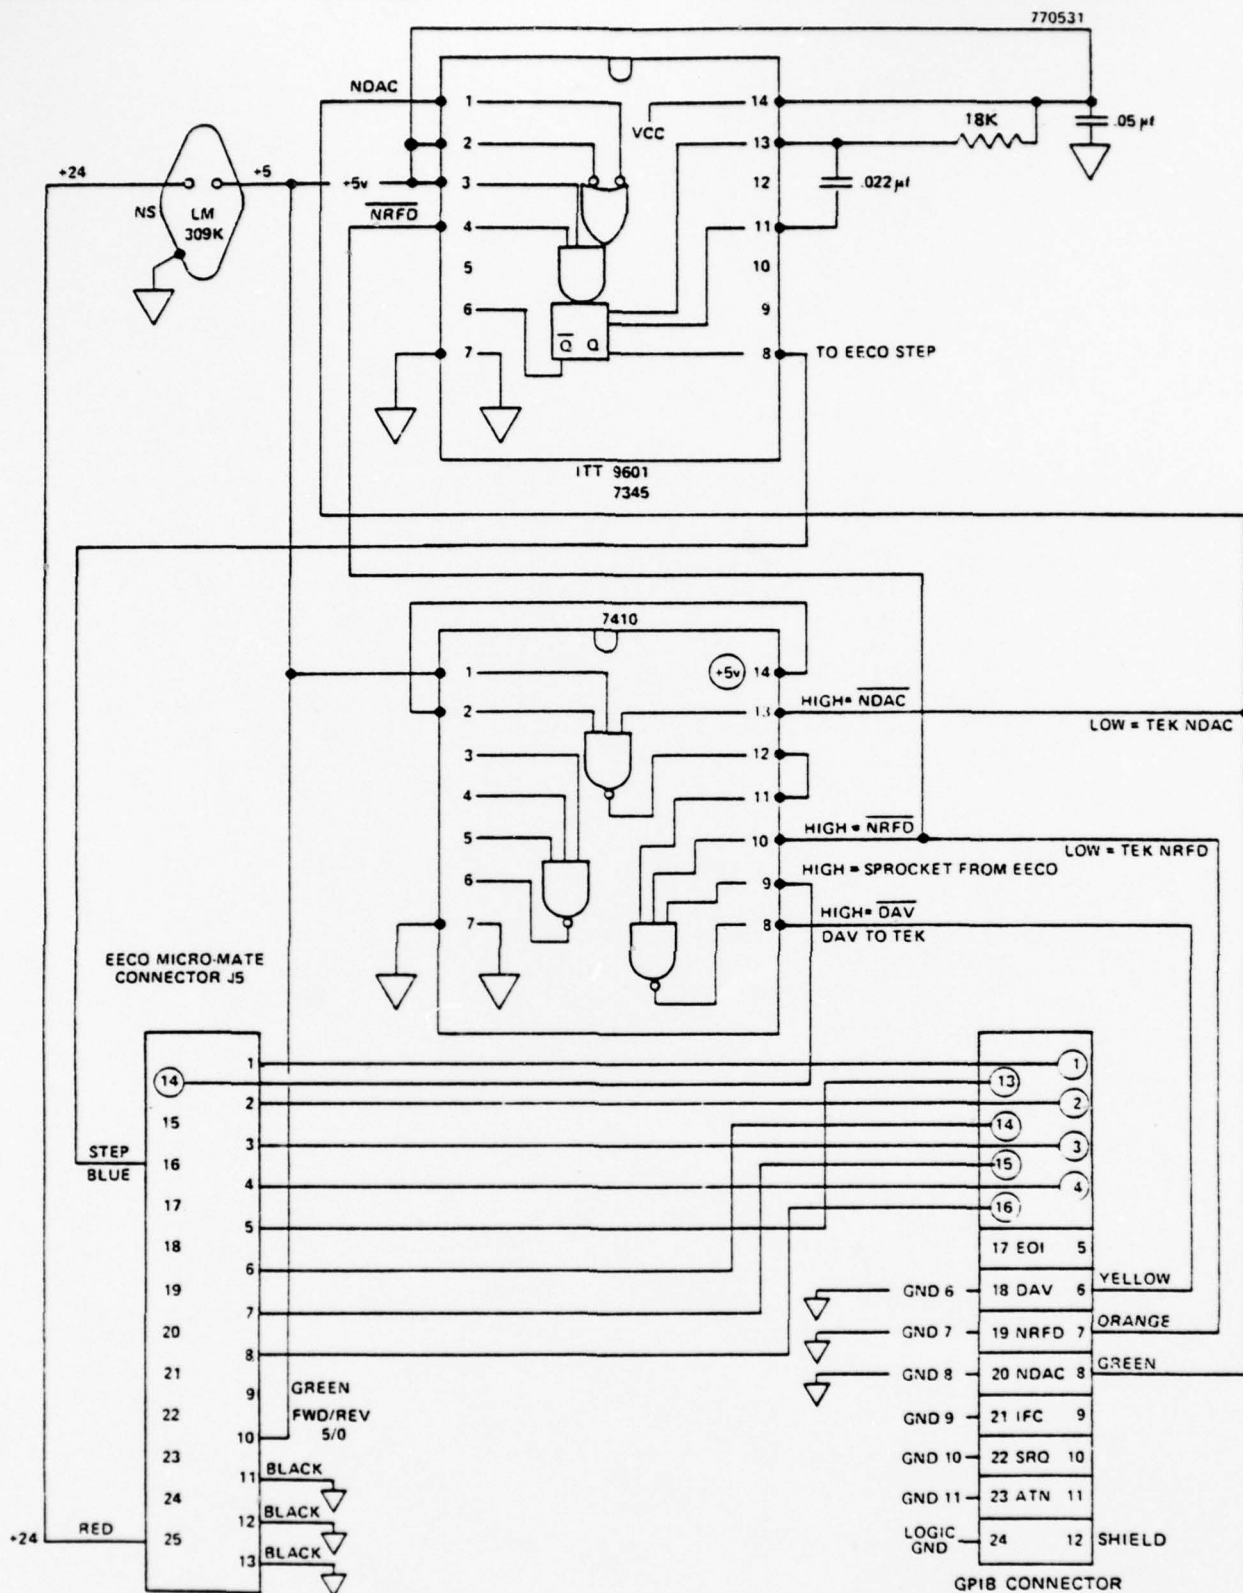 770531
NDAC
1
14
VCC
18K
.05 µf
2
13
+24
+5
+5v
3
12
.022 µf
NS
LM
309K
NRFD
4
11
5
10
6
9
Q Q
7
8
TO EECO STEP
ITT 9601
7345
7410
1
+5v
14
2
13
HIGH= NDAC
LOW = TEK NDAC
3
12
4
11
5
10
HIGH = NRFD
LOW = TEK NRFD
6
9
HIGH = SPROCKET FROM EECO
7
8
HIGH= DAV
DAV TO TEK
EECO MICRO-MATE
CONNECTOR J5
1
14
2
15
3
STEP
BLUE
16
4
17
5
18
6
19
7
20
8
21
9
GREEN
22
FWD/REV
5/0
10
23
11
BLACK
24
12
BLACK
+24
RED
25
13
BLACK
1
13
2
14
3
15
4
16
17 EOI 5
GND 6
18 DAV 6
YELLOW
GND 7
19 NRFD 7
ORANGE
GND 8
20 NDAC 8
GREEN
GND 9
21 IFC 9
GND 10
22 SRQ 10
GND 11
23 ATN 11
LOGIC
GND
24 12
SHIELD
GPIB CONNECTOR